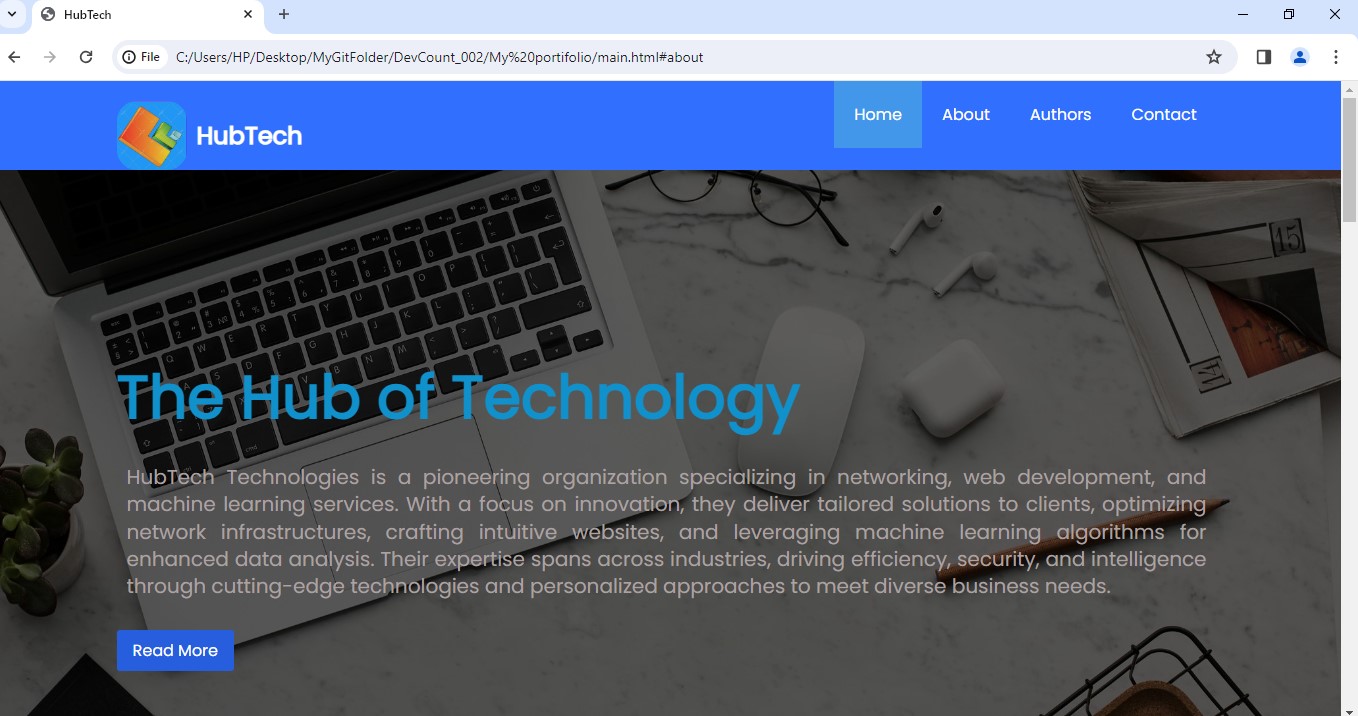 HubTech
File C:/Users/HP/Desktop/MyGitFolder/DevCount_002/My%20portifolio/main.html#about
HubTech
Home About Authors Contact
15
The Hub of Technology
HubTech Technologies is a pioneering organization specializing in networking, web development, and
machine learning services. With a focus on innovation, they deliver tailored solutions to clients, optimizing
network infrastructures, crafting intuitive websites, and leveraging machine learning algorithms for
enhanced data analysis. Their expertise spans across industries, driving efficiency, security, and intelligence
through cutting-edge technologies and personalized approaches to meet diverse business needs.
Read More